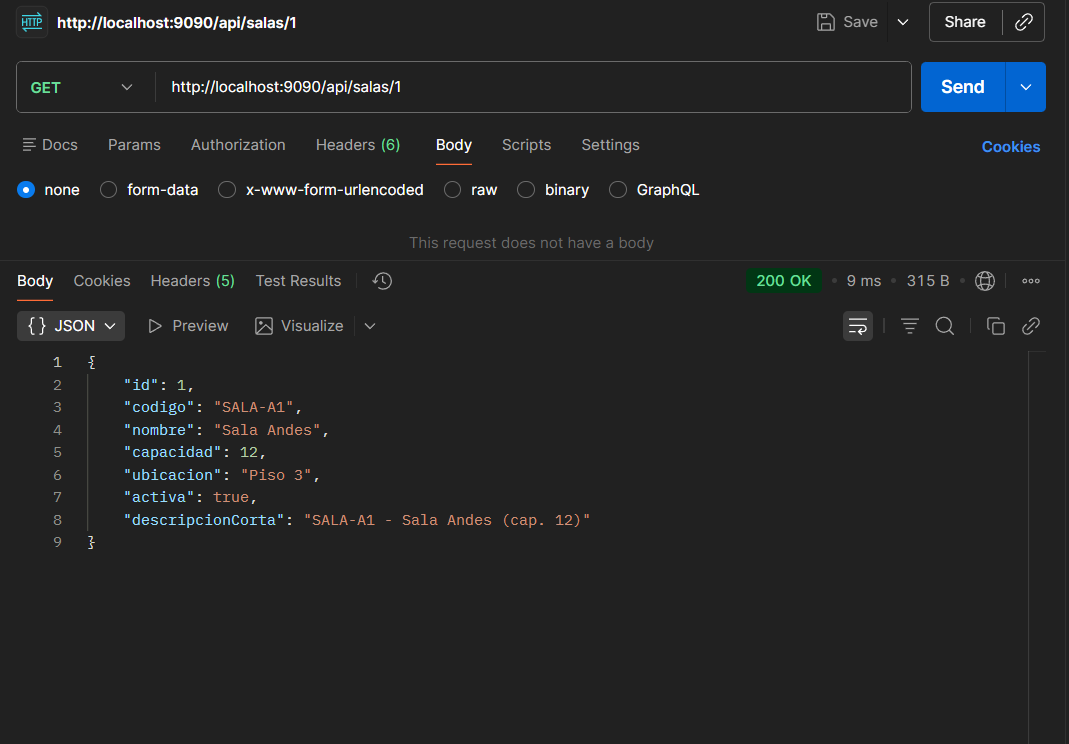 HTTP http://localhost:9090/api/salas/1 Save Share
GET http://localhost:9090/api/salas/1 Send
Docs Params Authorization Headers (6) Body Scripts Settings Cookies
none form-data x-www-form-urlencoded raw binary GraphQL
This request does not have a body
Body Cookies Headers (5) Test Results 200 OK • 9 ms • 315 B •
{} JSON Preview Visualize
1 {
2 "id": 1,
3 "codigo": "SALA-A1",
4 "nombre": "Sala Andes",
5 "capacidad": 12,
6 "ubicacion": "Piso 3",
7 "activa": true,
8 "descripcionCorta": "SALA-A1 - Sala Andes (cap. 12)"
9 }